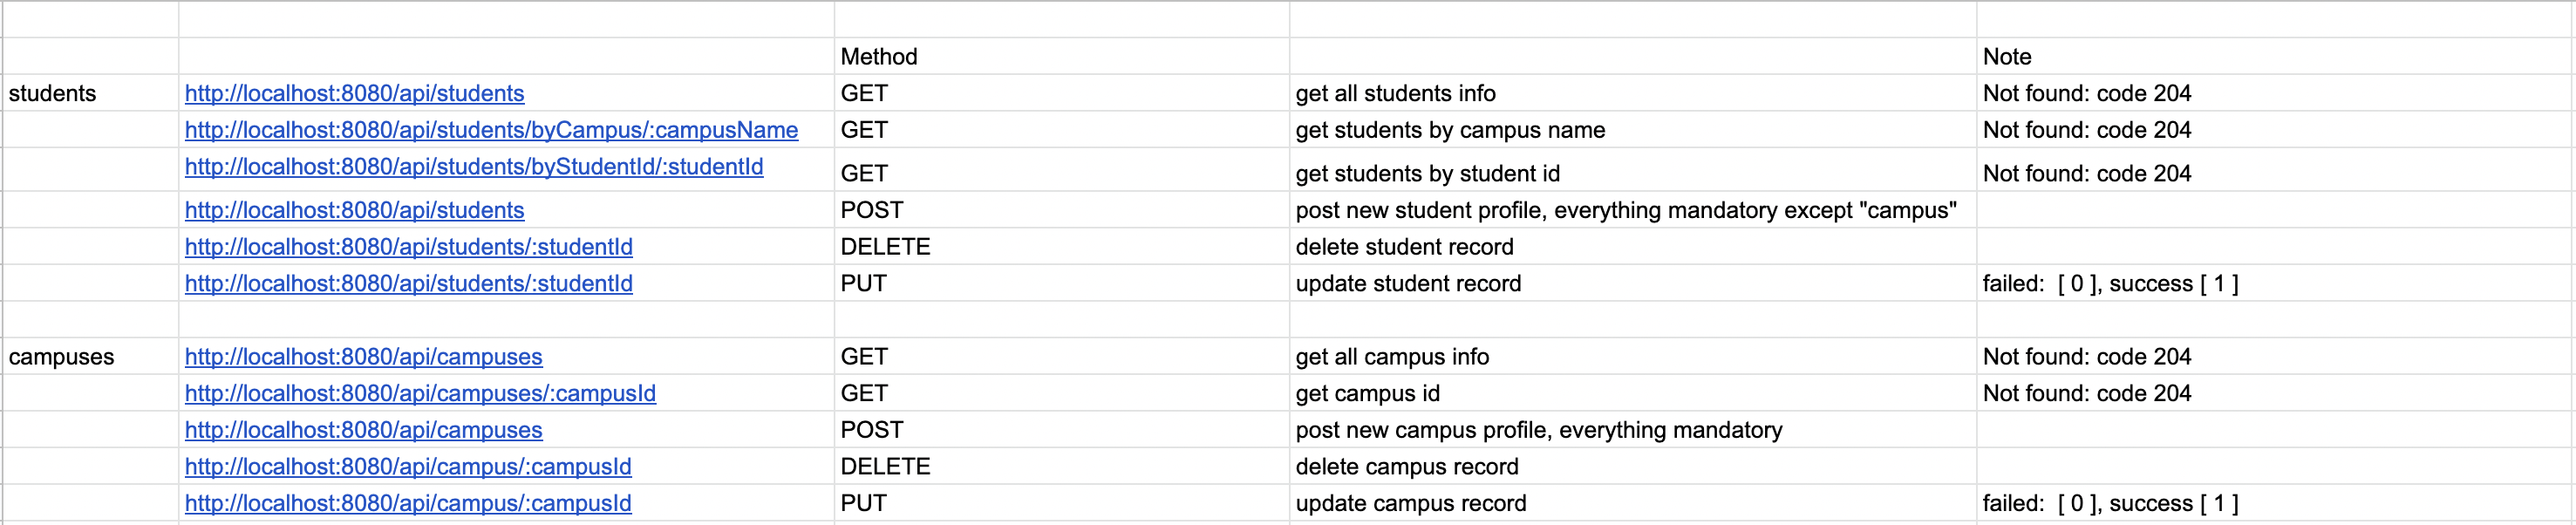 Method Note
students http://localhost:8080/api/students GET get all students info Not found: code 204
http://localhost:8080/api/students/byCampus/:campusName GET get students by campus name Not found: code 204
http://localhost:8080/api/students/byStudentId/:studentId GET get students by student id Not found: code 204
http://localhost:8080/api/students POST post new student profile, everything mandatory except "campus"
http://localhost:8080/api/students/:studentId DELETE delete student record
http://localhost:8080/api/students/:studentId PUT update student record failed:  [ 0 ], success [ 1 ]
campuses http://localhost:8080/api/campuses GET get all campus info Not found: code 204
http://localhost:8080/api/campuses/:campusId GET get campus id Not found: code 204
http://localhost:8080/api/campuses POST post new campus profile, everything mandatory
http://localhost:8080/api/campus/:campusId DELETE delete campus record
http://localhost:8080/api/campus/:campusId PUT update campus record failed:  [ 0 ], success [ 1 ]